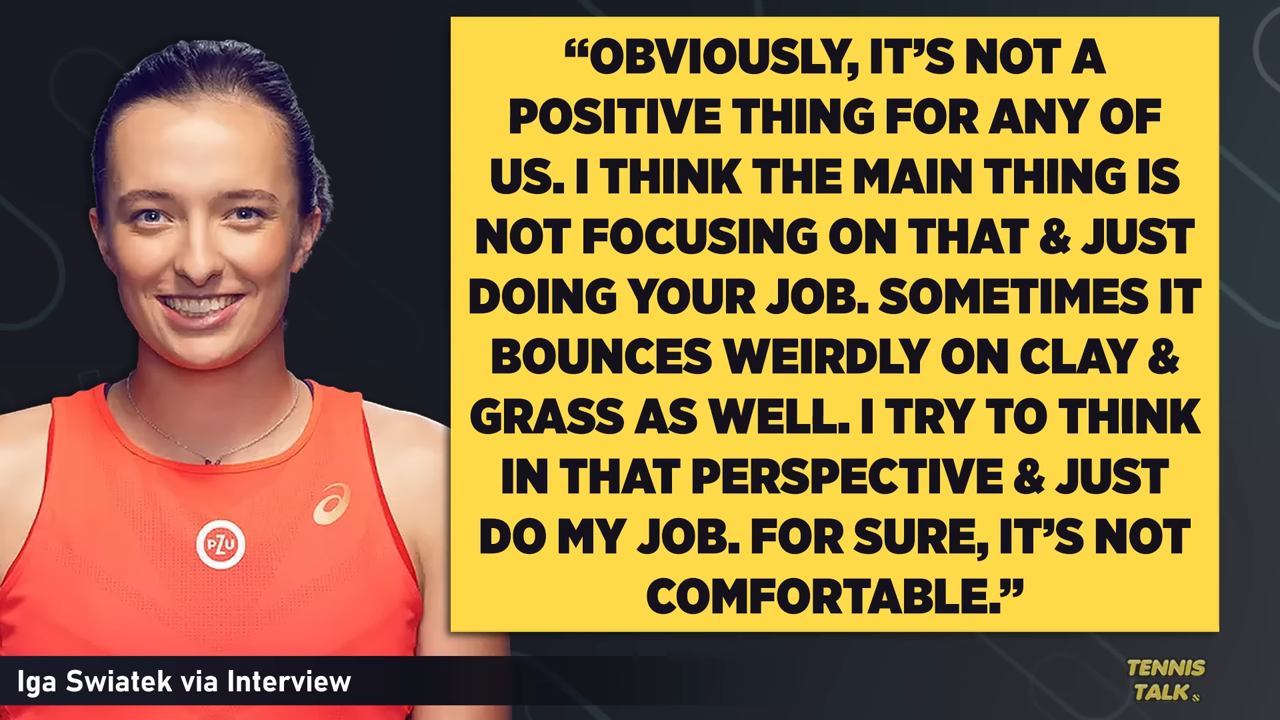 “OBVIOUSLY, IT’S NOT A
POSITIVE THING FOR ANY OF
US. I THINK THE MAIN THING IS
NOT FOCUSING ON THAT & JUST
DOING YOUR JOB. SOMETIMES IT
BOUNCES WEIRDLY ON CLAY &
GRASS AS WELL. I TRY TO THINK
IN THAT PERSPECTIVE & JUST
DO MY JOB. FOR SURE, IT’S NOT
COMFORTABLE.”
PZU
Iga Swiatek via Interview
TENNIS
TALK